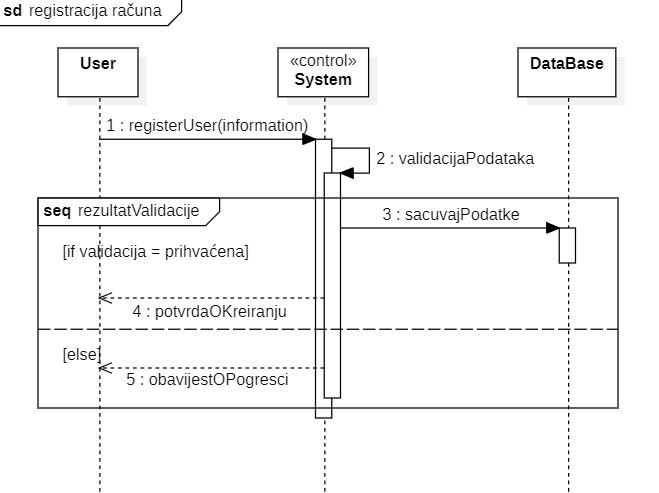 sd registracija računa
User
«control»
System
DataBase
1 : registerUser(information)
2 : validacijaPodataka
seq rezultatValidacije
3 : sacuvajPodatke
[if validacija = prihvaćena]
4 : potvrdaOKreiranju
[else]
5 : obavijestOPogresci